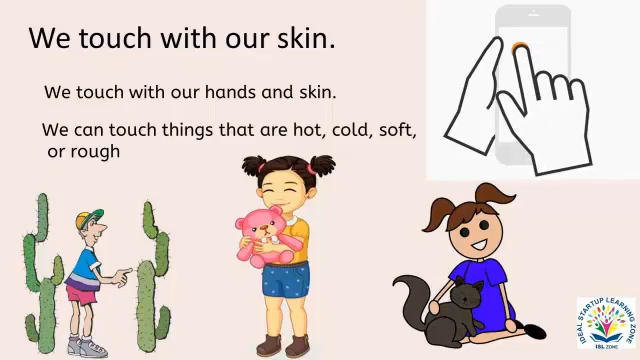 We touch with our skin.
We touch with our hands and skin.
We can touch things that are hot, cold, soft,
or rough
IDEAL STARTUP LEARNING ZONE
ISL ZONE